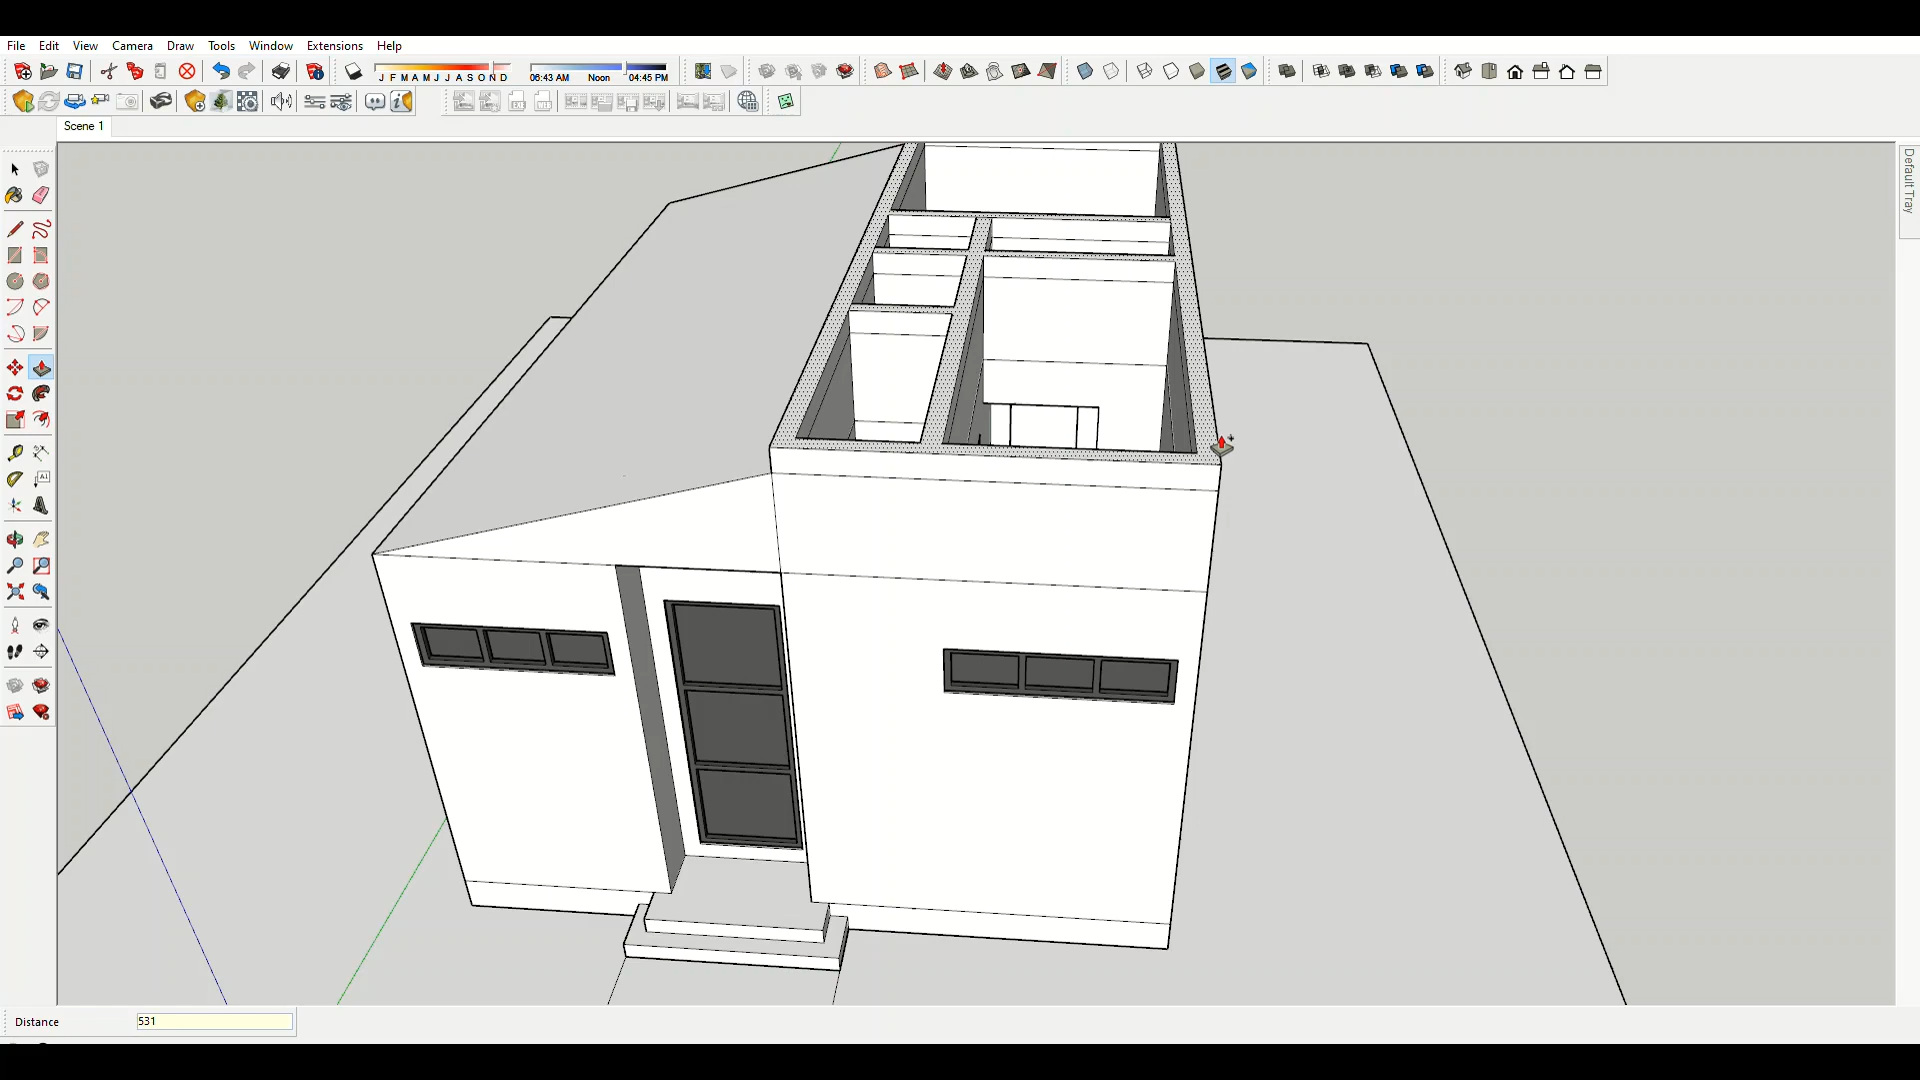 File Edit View Camera Draw Tools Window Extensions Help
J F M A M J J A S O N D 06:43 AM Noon 04:45 PM
Scene 1
Default Tray
Distance 531